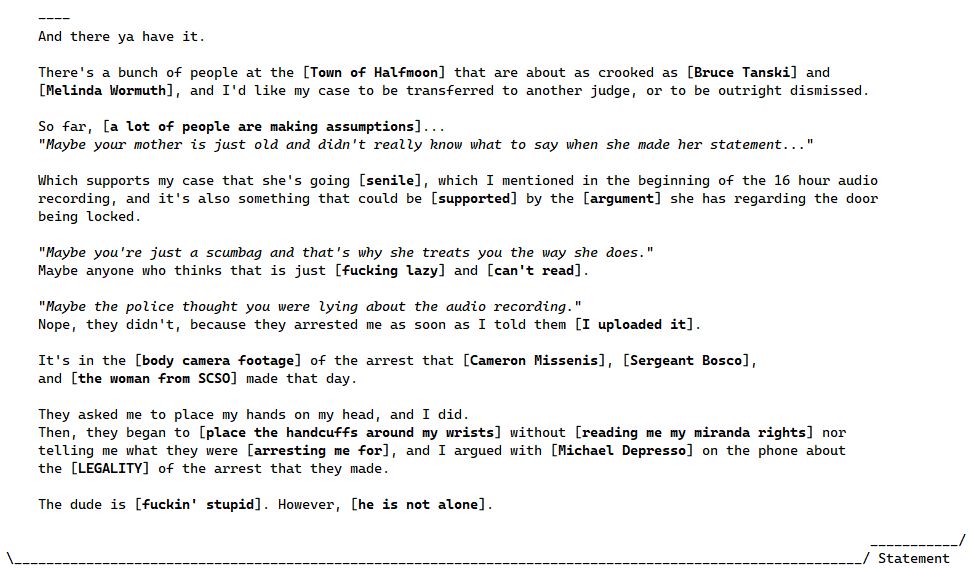 ____
And there ya have it.
There's a bunch of people at the [Town of Halfmoon] that are about as crooked as [Bruce Tanski] and
[Melinda Wormuth], and I'd like my case to be transferred to another judge, or to be outright dismissed.
So far, [a lot of people are making assumptions]...
"Maybe your mother is just old and didn't really know what to say when she made her statement..."
Which supports my case that she's going [senile], which I mentioned in the beginning of the 16 hour audio
recording, and it's also something that could be [supported] by the [argument] she has regarding the door
being locked.
"Maybe you're just a scumbag and that's why she treats you the way she does."
Maybe anyone who thinks that is just [fucking lazy] and [can't read].
"Maybe the police thought you were lying about the audio recording."
Nope, they didn't, because they arrested me as soon as I told them [I uploaded it].
It's in the [body camera footage] of the arrest that [Cameron Missenis], [Sergeant Bosco],
and [the woman from SCSO] made that day.
They asked me to place my hands on my head, and I did.
Then, they began to [place the handcuffs around my wrists] without [reading me my miranda rights] nor
telling me what they were [arresting me for], and I argued with [Michael Depresso] on the phone about
the [LEGALITY] of the arrest that they made.
The dude is [fuckin' stupid]. However, [he is not alone].
___________/
\_______________________________________________________________________________________________________/ Statement